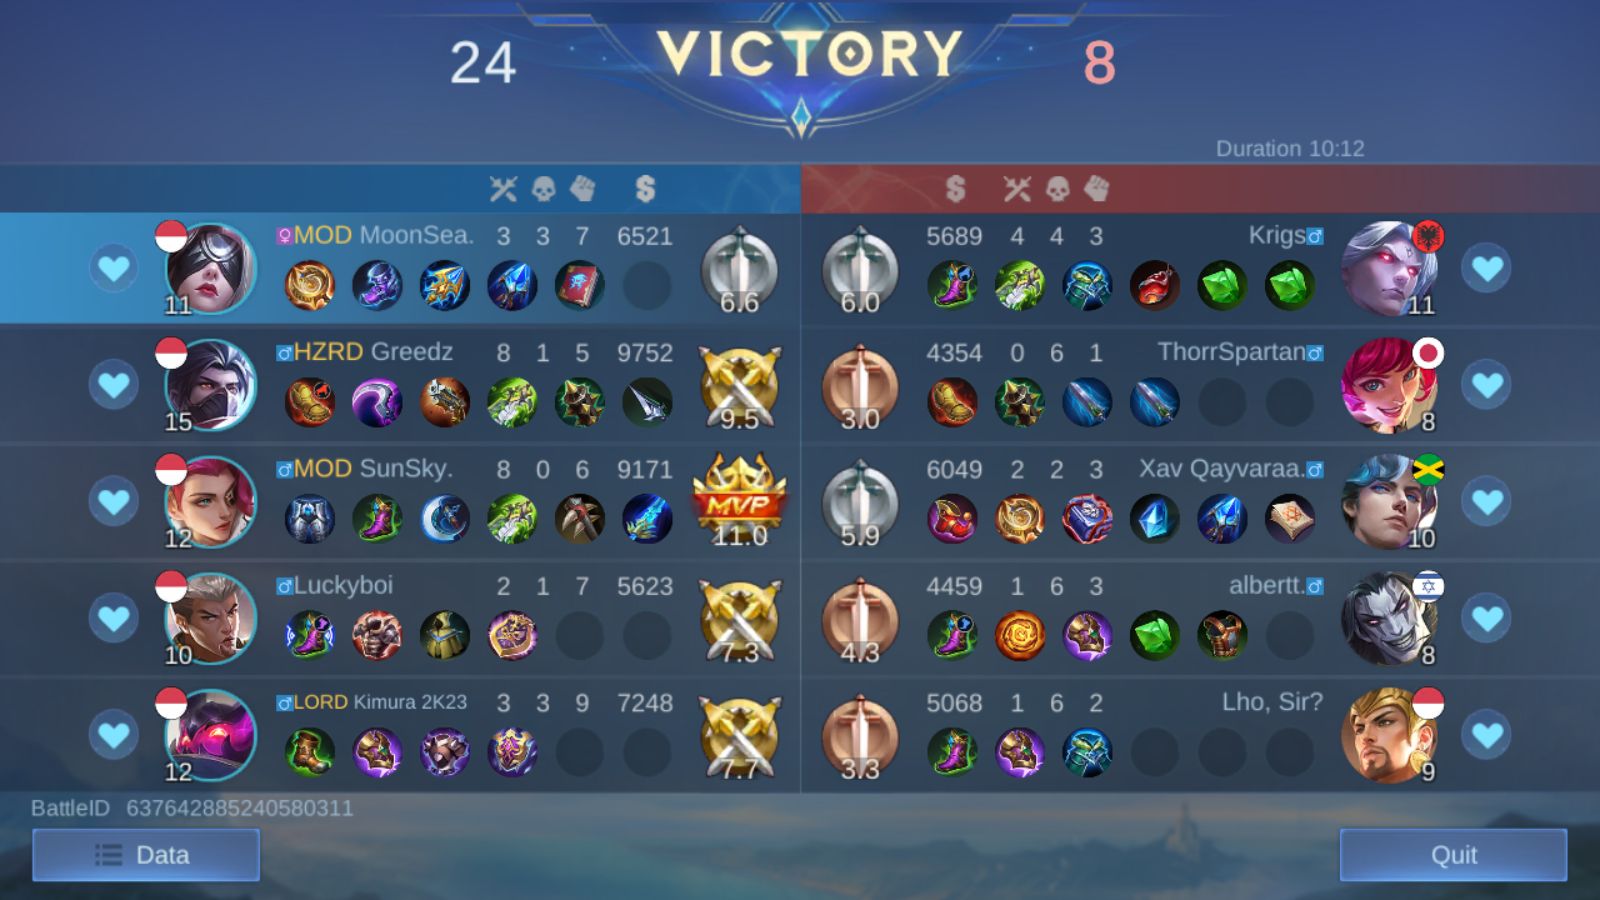 24 VICTORY 8
Duration 10:12
MOD MoonSea. 3 3 7 6521 6.6 11
6.0 5689 4 4 3 Krigs 11
HZRD Greedz 8 1 5 9752 9.5 15
3.0 4354 0 6 1 ThorrSpartan 8
MOD SunSky. 8 0 6 9171 MVP 11.0 12
5.9 6049 2 2 3 Xav Qayvaraa. 10
Luckyboi 2 1 7 5623 7.3 10
4.3 4459 1 6 3 albertt. 8
LORD Kimura 2K23 3 3 9 7248 7.7 12
3.3 5068 1 6 2 Lho, Sir? 9
BattleID 637642885240580311
Data
Quit